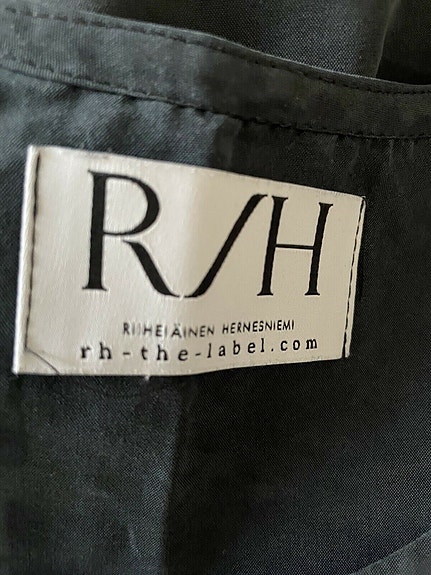 R/H
RIIHELÄINEN HERNESNIEMI
rh-the-label.com